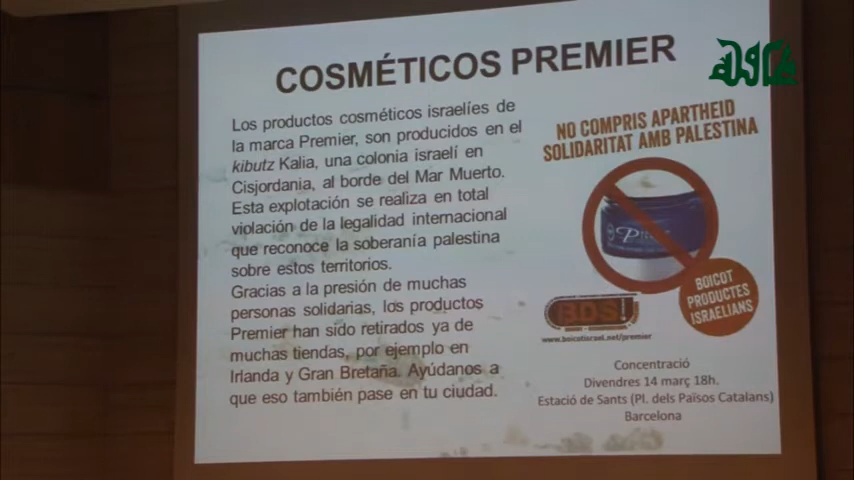 COSMÉTICOS PREMIER
Los productos cosméticos israelíes de
la marca Premier, son producidos en el
kibutz Kalia, una colonia israelí en
Cisjordania, al borde del Mar Muerto.
Esta explotación se realiza en total
violación de la legalidad internacional
que reconoce la soberanía palestina
sobre estos territorios.
Gracias a la presión de muchas
personas solidarias, los productos
Premier han sido retirados ya de
muchas tiendas, por ejemplo en
Irlanda y Gran Bretaña. Ayúdanos a
que eso también pase en tu ciudad.
NO COMPRIS APARTHEID
SOLIDARITAT AMB PALESTINA
BOICOT
PRODUCTES
ISRAELIANS
BDS!
www.boicotisrael.net/premier
Concentració
Divendres 14 març 18h.
Estació de Sants (Pl. dels Països Catalans)
Barcelona